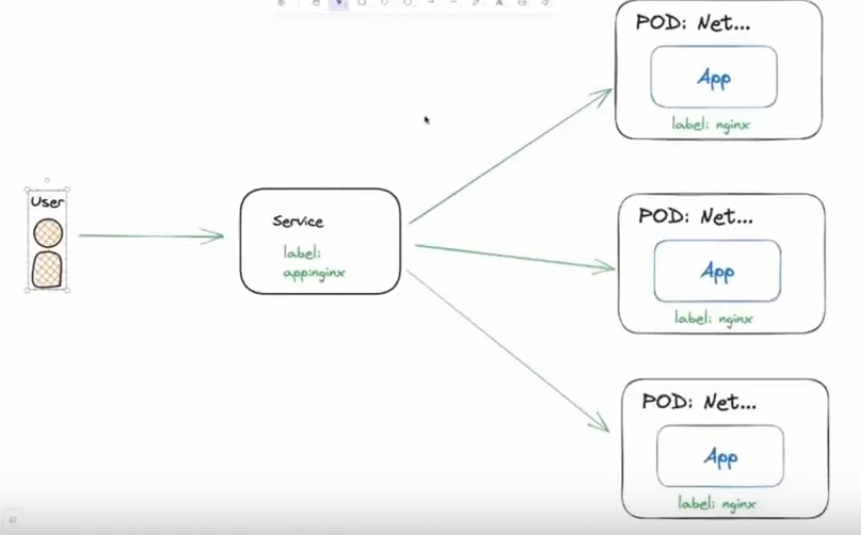 POD: Net...
App
label: nginx
User
Service
label:
app:nginx
POD: Net...
App
label: nginx
POD: Net...
App
label: nginx